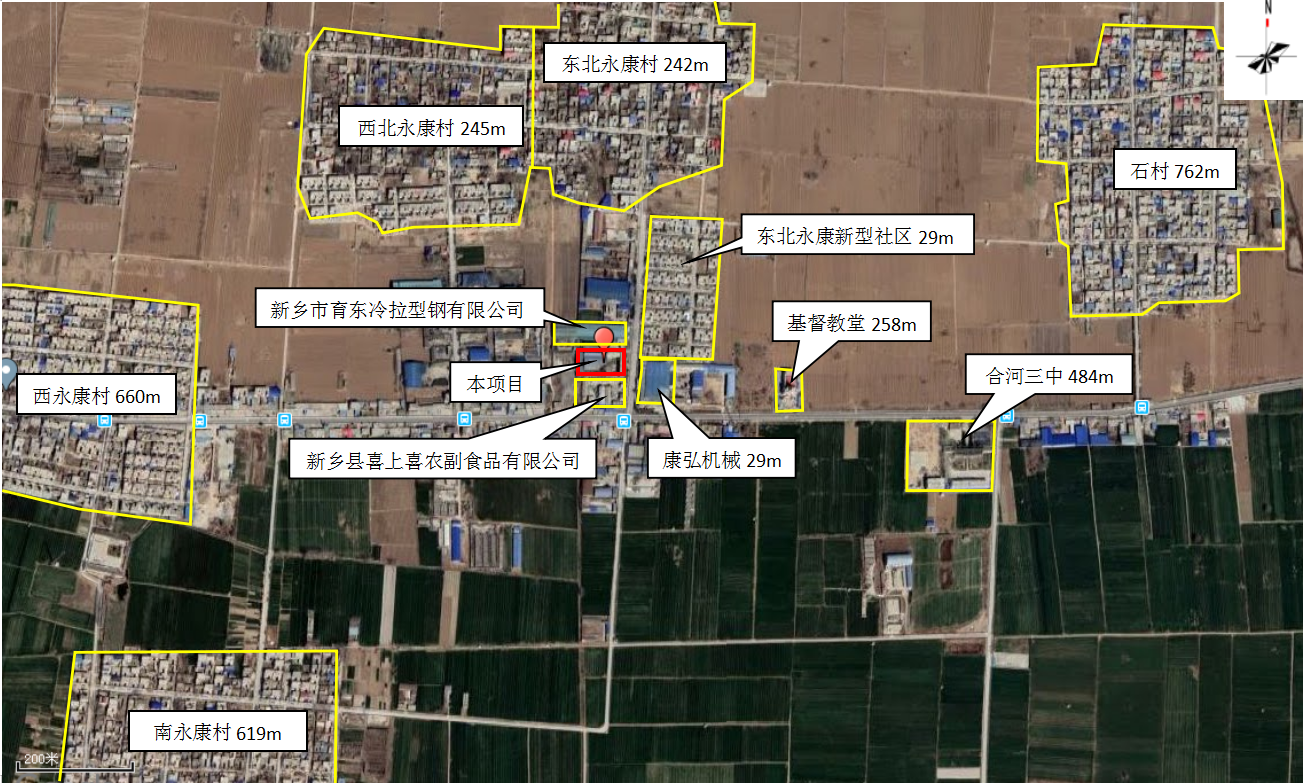 N
东北永康村 242m
西北永康村 245m
石村 762m
东北永康新型社区 29m
新乡市育东冷拉型钢有限公司
基督教堂 258m
本项目
合河三中 484m
西永康村 660m
新乡县喜上喜农副食品有限公司
康弘机械 29m
南永康村 619m
200米